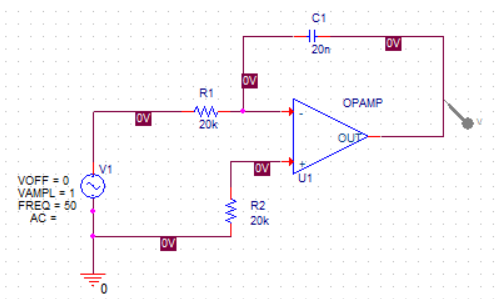 C1
20n
0V
0V
R1
20k
0V
OPAMP
-
OUT
+
U1
V
0V
V1
VOFF = 0
VAMPL = 1
FREQ = 50
AC =
R2
20k
0V
0